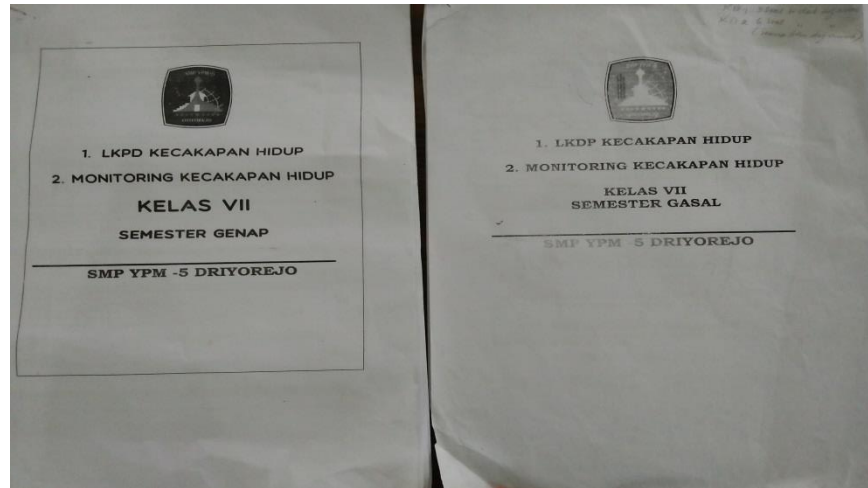 1. LKPD KECAKAPAN HIDUP
2. MONITORING KECAKAPAN HIDUP
KELAS VII
SEMESTER GENAP
SMP YPM -5 DRIYOREJO
1. LKDP KECAKAPAN HIDUP
2. MONITORING KECAKAPAN HIDUP
KELAS VII
SEMESTER GASAL
SMP YPM -5 DRIYOREJO